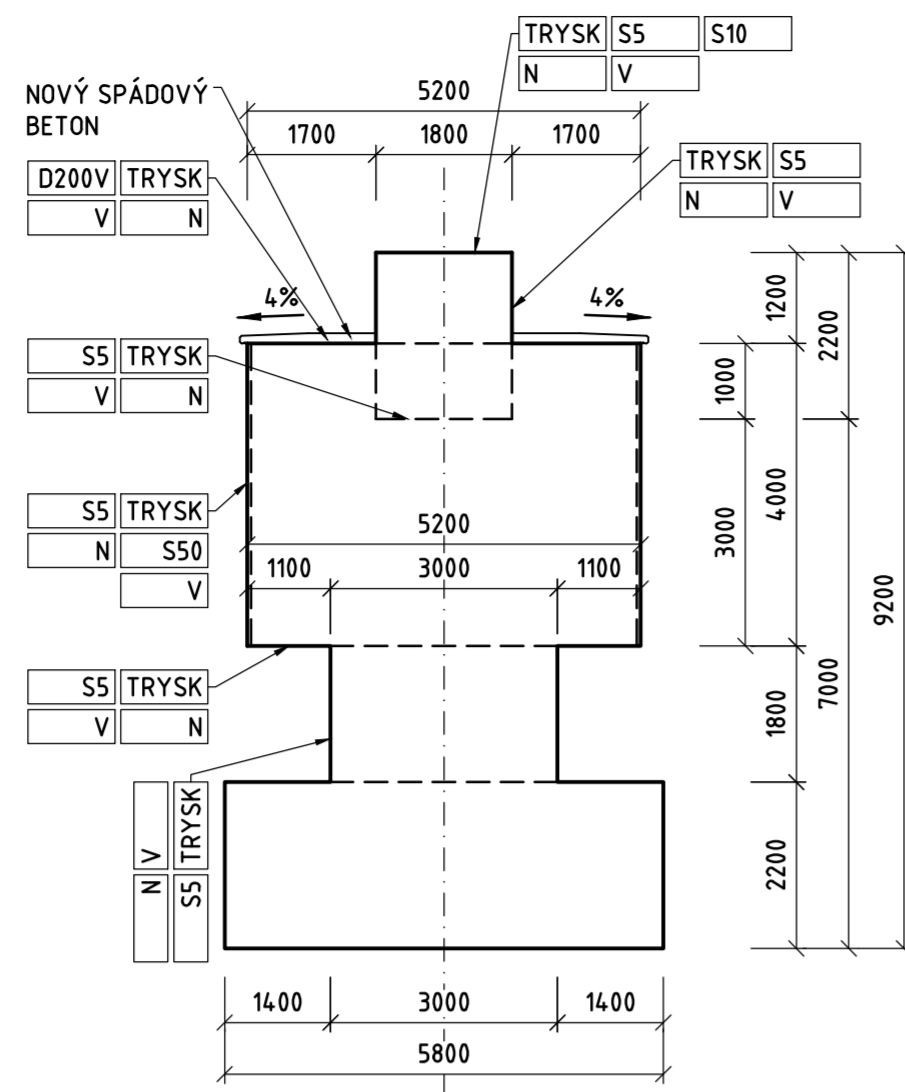 TRYSK S5 S10
N V
NOVÝ SPÁDOVÝ
BETON
5200
1700 1800 1700
D200V TRYSK
V N
TRYSK S5
N V
4% 4%
1200
2200
S5 TRYSK
V N
1000
S5 TRYSK
N S50
V
5200
1100 3000 1100
3000
4000
9200
S5 TRYSK
V N
7000
1800
N V
S5 TRYSK
2200
1400 3000 1400
5800